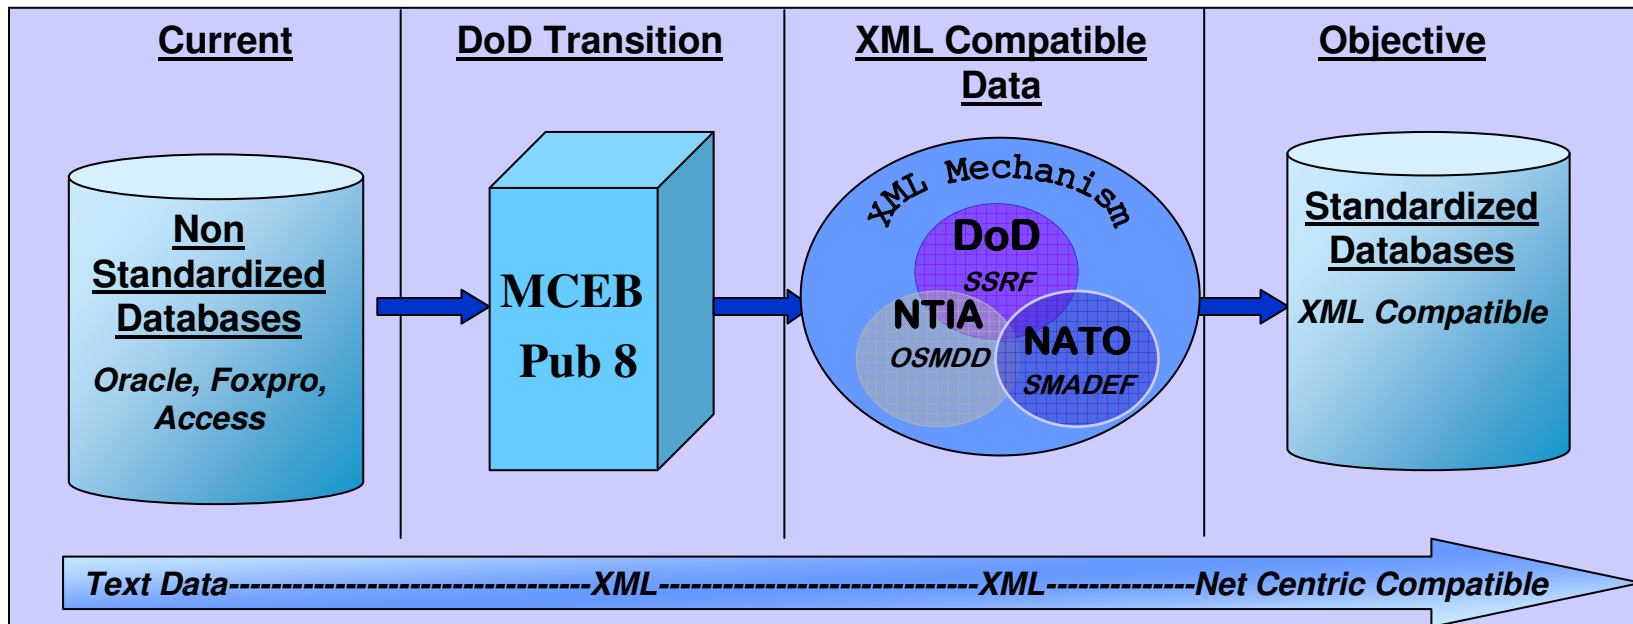 Current
DoD Transition
XML Compatible
Data
Objective
Non
Standardized
Databases
Oracle, Foxpro,
Access
MCEB
Pub 8
XML Mechanism
DoD
SSRF
NTIA
OSMDD
NATO
SMADEF
Standardized
Databases
XML Compatible
Text Data----------------------------XML-------------------------XML------------Net Centric Compatible